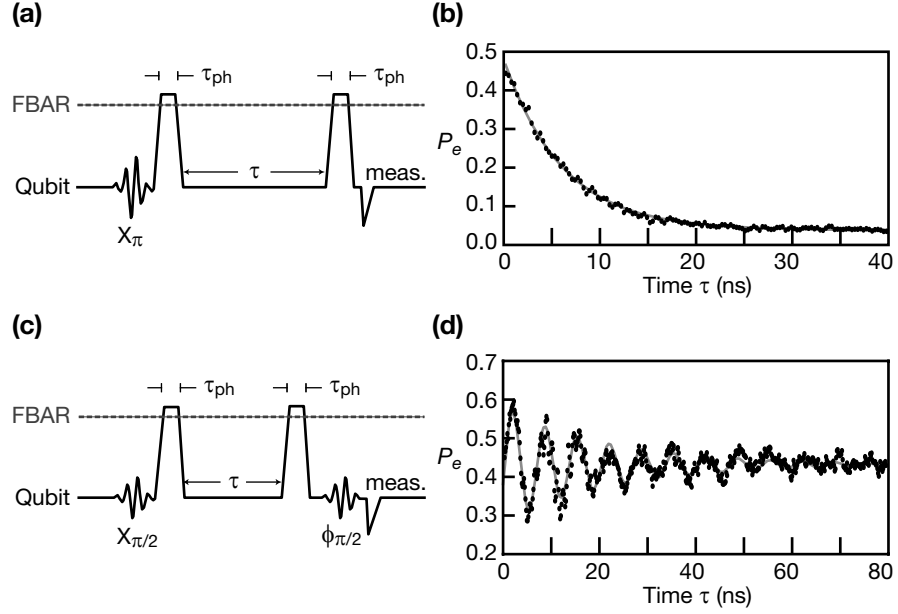 (a)
τph τph
FBAR
τ
Qubit meas.
Xπ
(b)
0.5
0.4
0.3
Pe
0.2
0.1
0.0
0 10 20 30 40
Time τ (ns)
(c)
τph τph
FBAR
τ
Qubit meas.
Xπ/2 ϕπ/2
(d)
0.7
0.6
0.5
Pe
0.4
0.3
0.2
0 20 40 60 80
Time τ (ns)